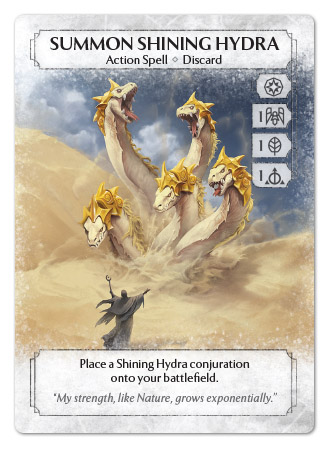 SUMMON SHINING HYDRA
Action Spell ◇ Discard
1
1
1
Place a Shining Hydra conjuration
onto your battlefield.
"My strength, like Nature, grows exponentially."